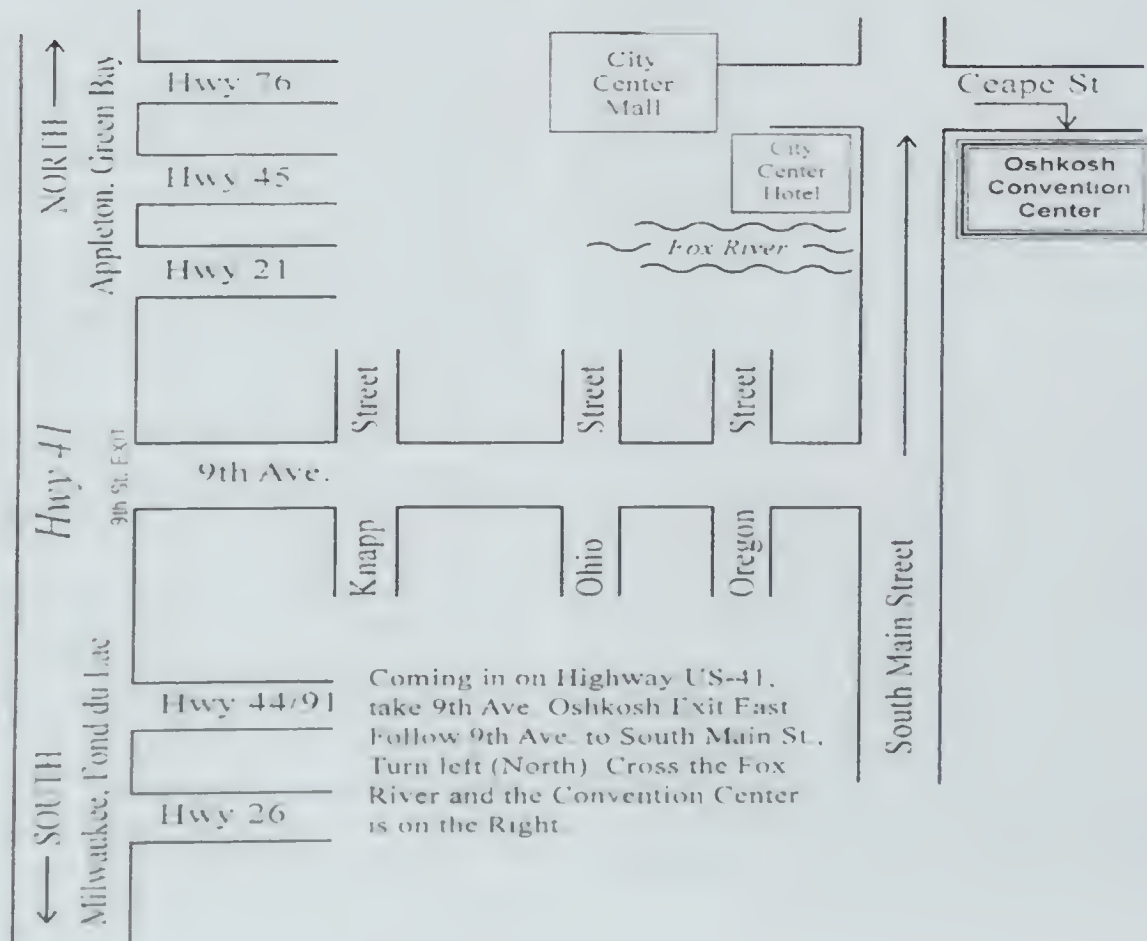 NORTH
Appleton, Green Bay
Hwy 76
Hwy 45
Hwy 21
City
Center
Mall
City
Center
Hotel
Fox River
Ceape St
Oshkosh
Convention
Center
Hwy 41
9th St. Exit
9th Ave.
Street
Street
Street
Knapp
Ohio
Oregon
South Main Street
SOUTH
Milwaukee, Fond du Lac
Hwy 44/91
Hwy 26
Coming in on Highway US-41,
take 9th Ave. Oshkosh Exit East
Follow 9th Ave. to South Main St.,
Turn left (North) Cross the Fox
River and the Convention Center
is on the Right.